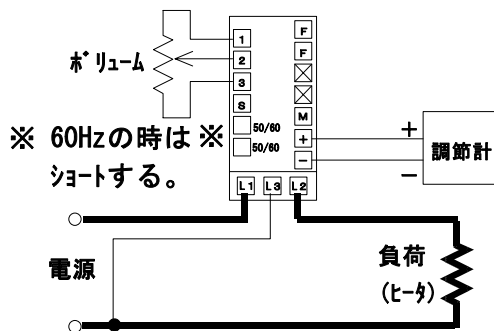 1
2
3
S
50/60
50/60
F
F
M
+
−
L1
L3
L2
ボリューム
※ 60Hzの時は ※
ショートする。
+
−
調節計
電源
負荷
(ヒータ)